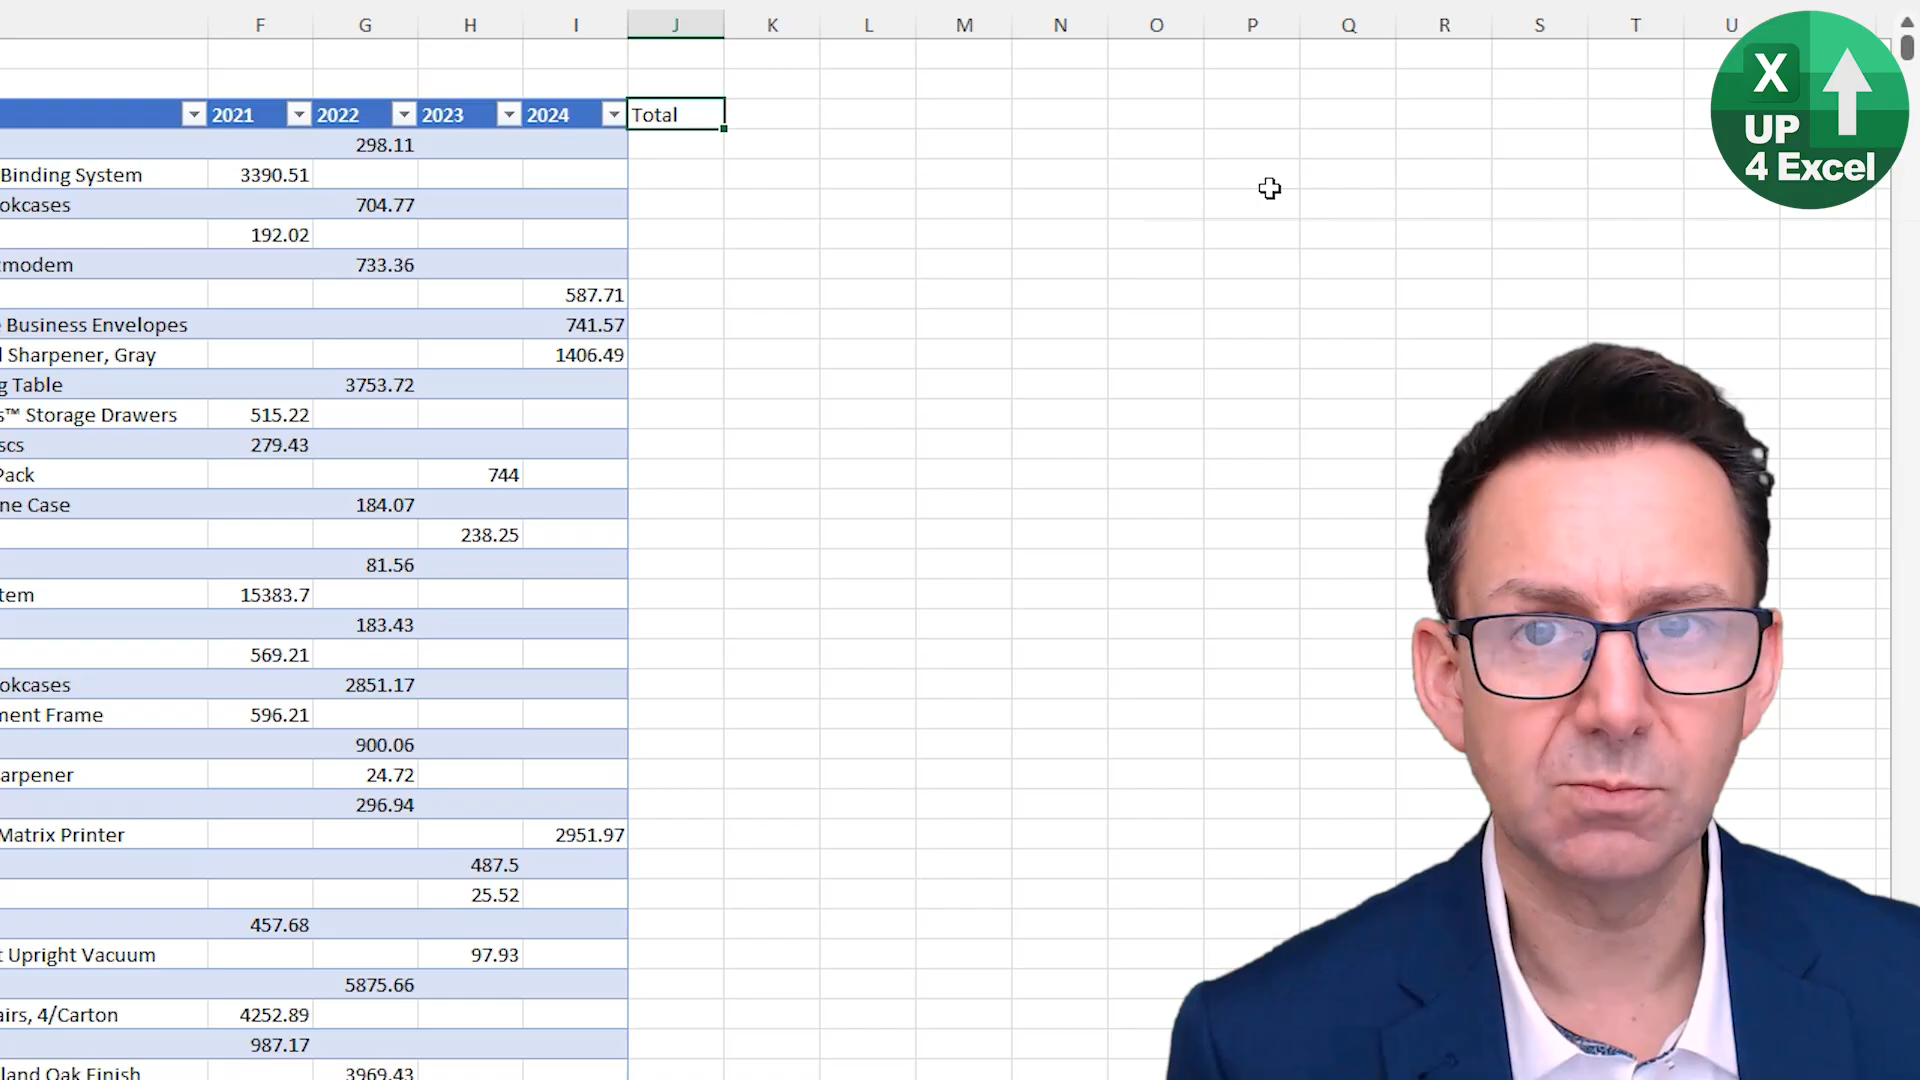 F G H I J K L M N O P Q R S T U
X
UP
4 Excel
2021 2022 2023 2024 Total
298.11
Binding System 3390.51
okcases 704.77
192.02
modem 733.36
587.71
Business Envelopes 741.57
Sharpener, Gray 1406.49
g Table 3753.72
s™ Storage Drawers 515.22
scs 279.43
Pack 744
ne Case 184.07
238.25
81.56
tem 15383.7
183.43
569.21
okcases 2851.17
ment Frame 596.21
900.06
arpener 24.72
296.94
Matrix Printer 2951.97
487.5
25.52
457.68
t Upright Vacuum 97.93
5875.66
airs, 4/Carton 4252.89
987.17
land Oak Finish 3969.43